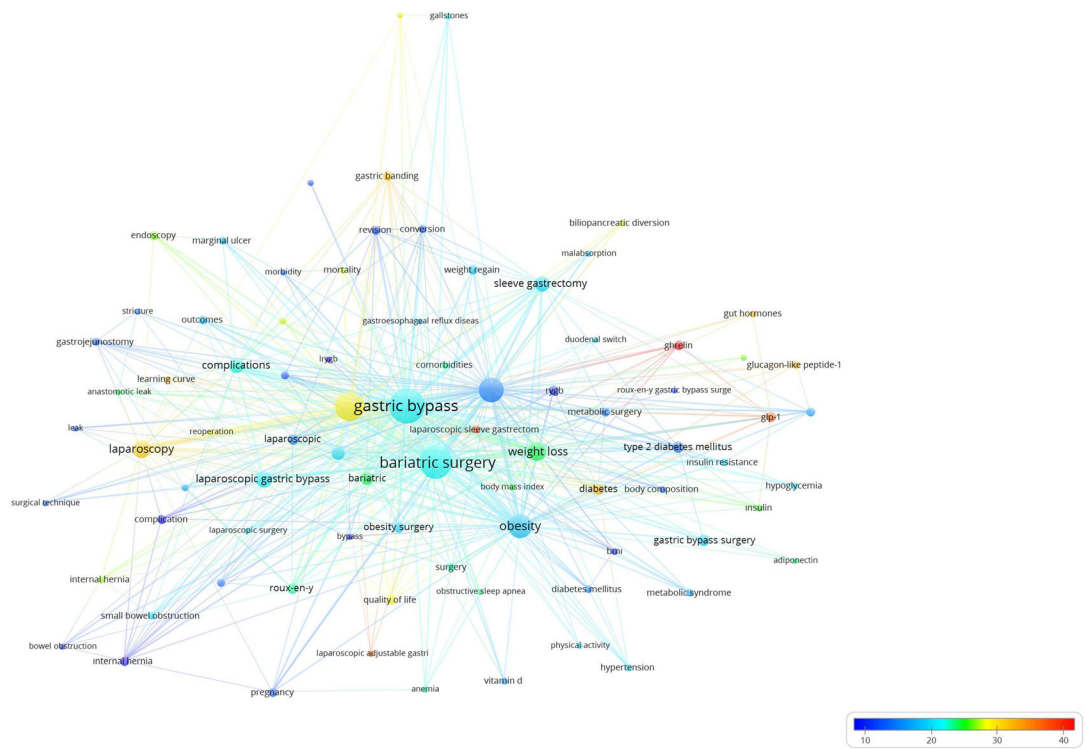 gallstones
gastric banding
biliopancreatic diversion
revision
conversion
endoscopy
marginal ulcer
malabsorption
morbidity
mortality
weight regain
sleeve gastrectomy
stricture
outcomes
gastroesophageal reflux diseas
gut hormones
gastrojejunostomy
duodenal switch
ghrelin
lrygb
complications
comorbidities
glucagon-like peptide-1
learning curve
anastomotic leak
rygb
roux-en-y gastric bypass surge
gastric bypass
metabolic surgery
glp-1
leak
reoperation
laparoscopic
laparoscopic sleeve gastrectom
laparoscopy
weight loss
type 2 diabetes mellitus
bariatric surgery
insulin resistance
laparoscopic gastric bypass
bariatric
body mass index
diabetes
body composition
hypoglycemia
surgical technique
insulin
complication
laparoscopic surgery
obesity surgery
obesity
bypass
gastric bypass surgery
bmi
adiponectin
internal hernia
surgery
roux-en-y
obstructive sleep apnea
diabetes mellitus
metabolic syndrome
quality of life
small bowel obstruction
bowel obstruction
physical activity
laparoscopic adjustable gastri
internal hernia
hypertension
vitamin d
pregnancy
anemia
10 20 30 40